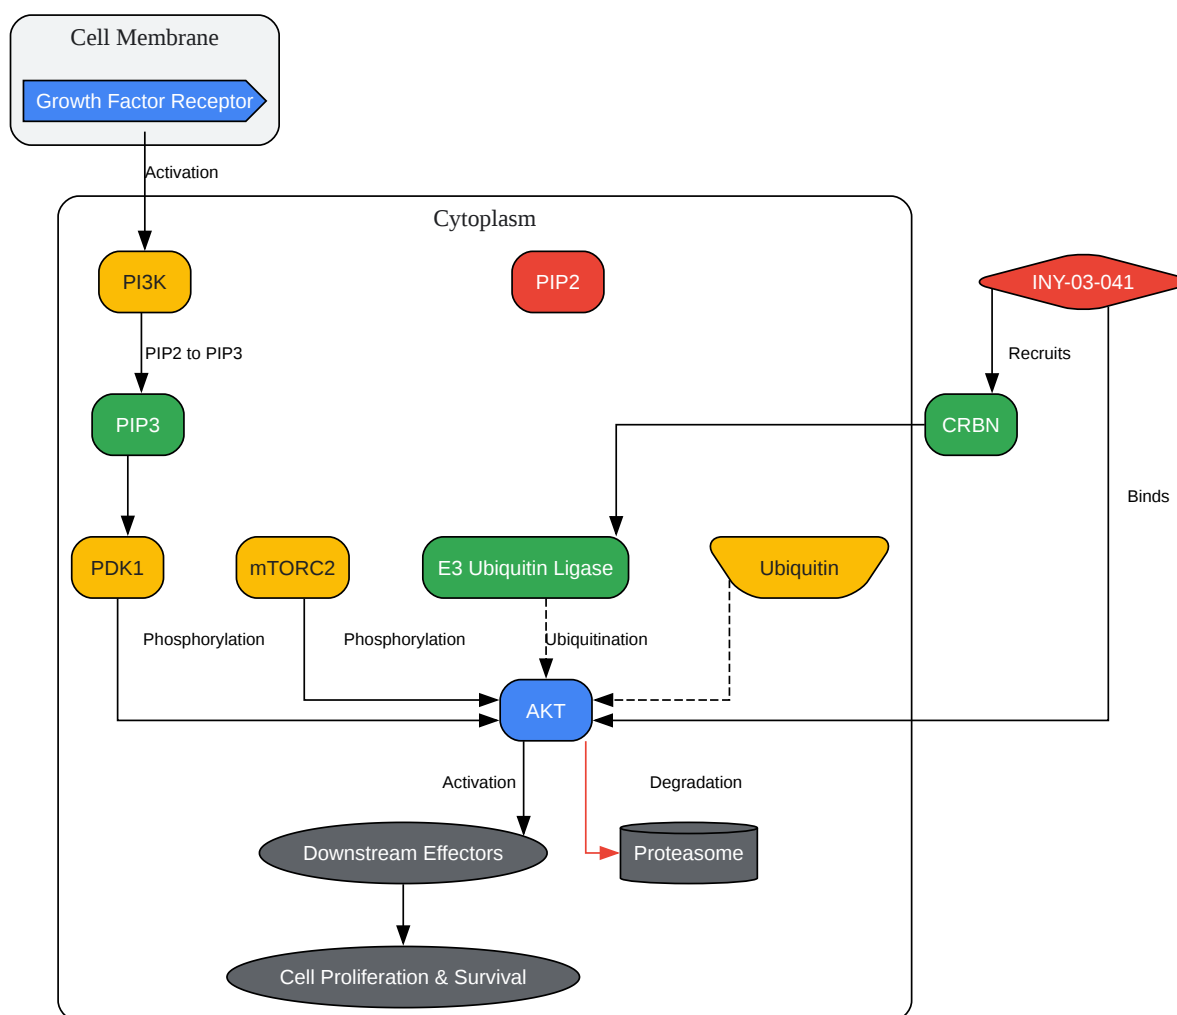 Cell Membrane
Growth Factor Receptor
Activation
Cytoplasm
PI3K
PIP2
INY-03-041
PIP2 to PIP3
Recruits
PIP3
CRBN
Binds
PDK1
mTORC2
E3 Ubiquitin Ligase
Ubiquitin
Phosphorylation
Phosphorylation
Ubiquitination
AKT
Activation
Degradation
Downstream Effectors
Proteasome
Cell Proliferation & Survival